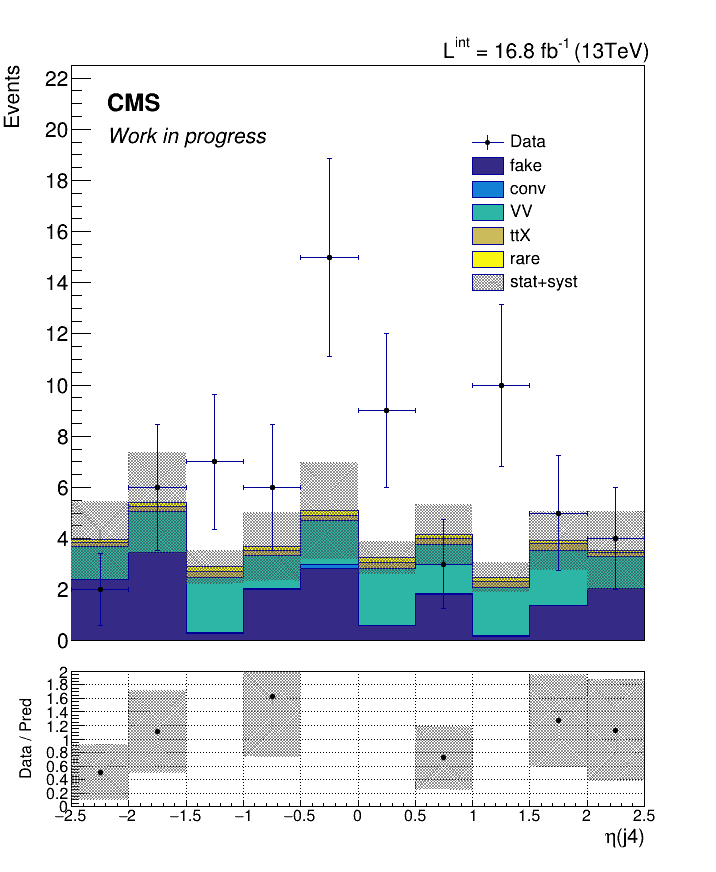 L^int = 16.8 fb^-1 (13TeV)
Events
CMS
Work in progress
Data
fake
conv
VV
ttX
rare
stat+syst
22
20
18
16
14
12
10
8
6
4
2
0
Data / Pred
2
1.8
1.6
1.4
1.2
1
0.8
0.6
0.4
0.2
0
−2.5 −2 −1.5 −1 −0.5 0 0.5 1 1.5 2 2.5
η(j4)